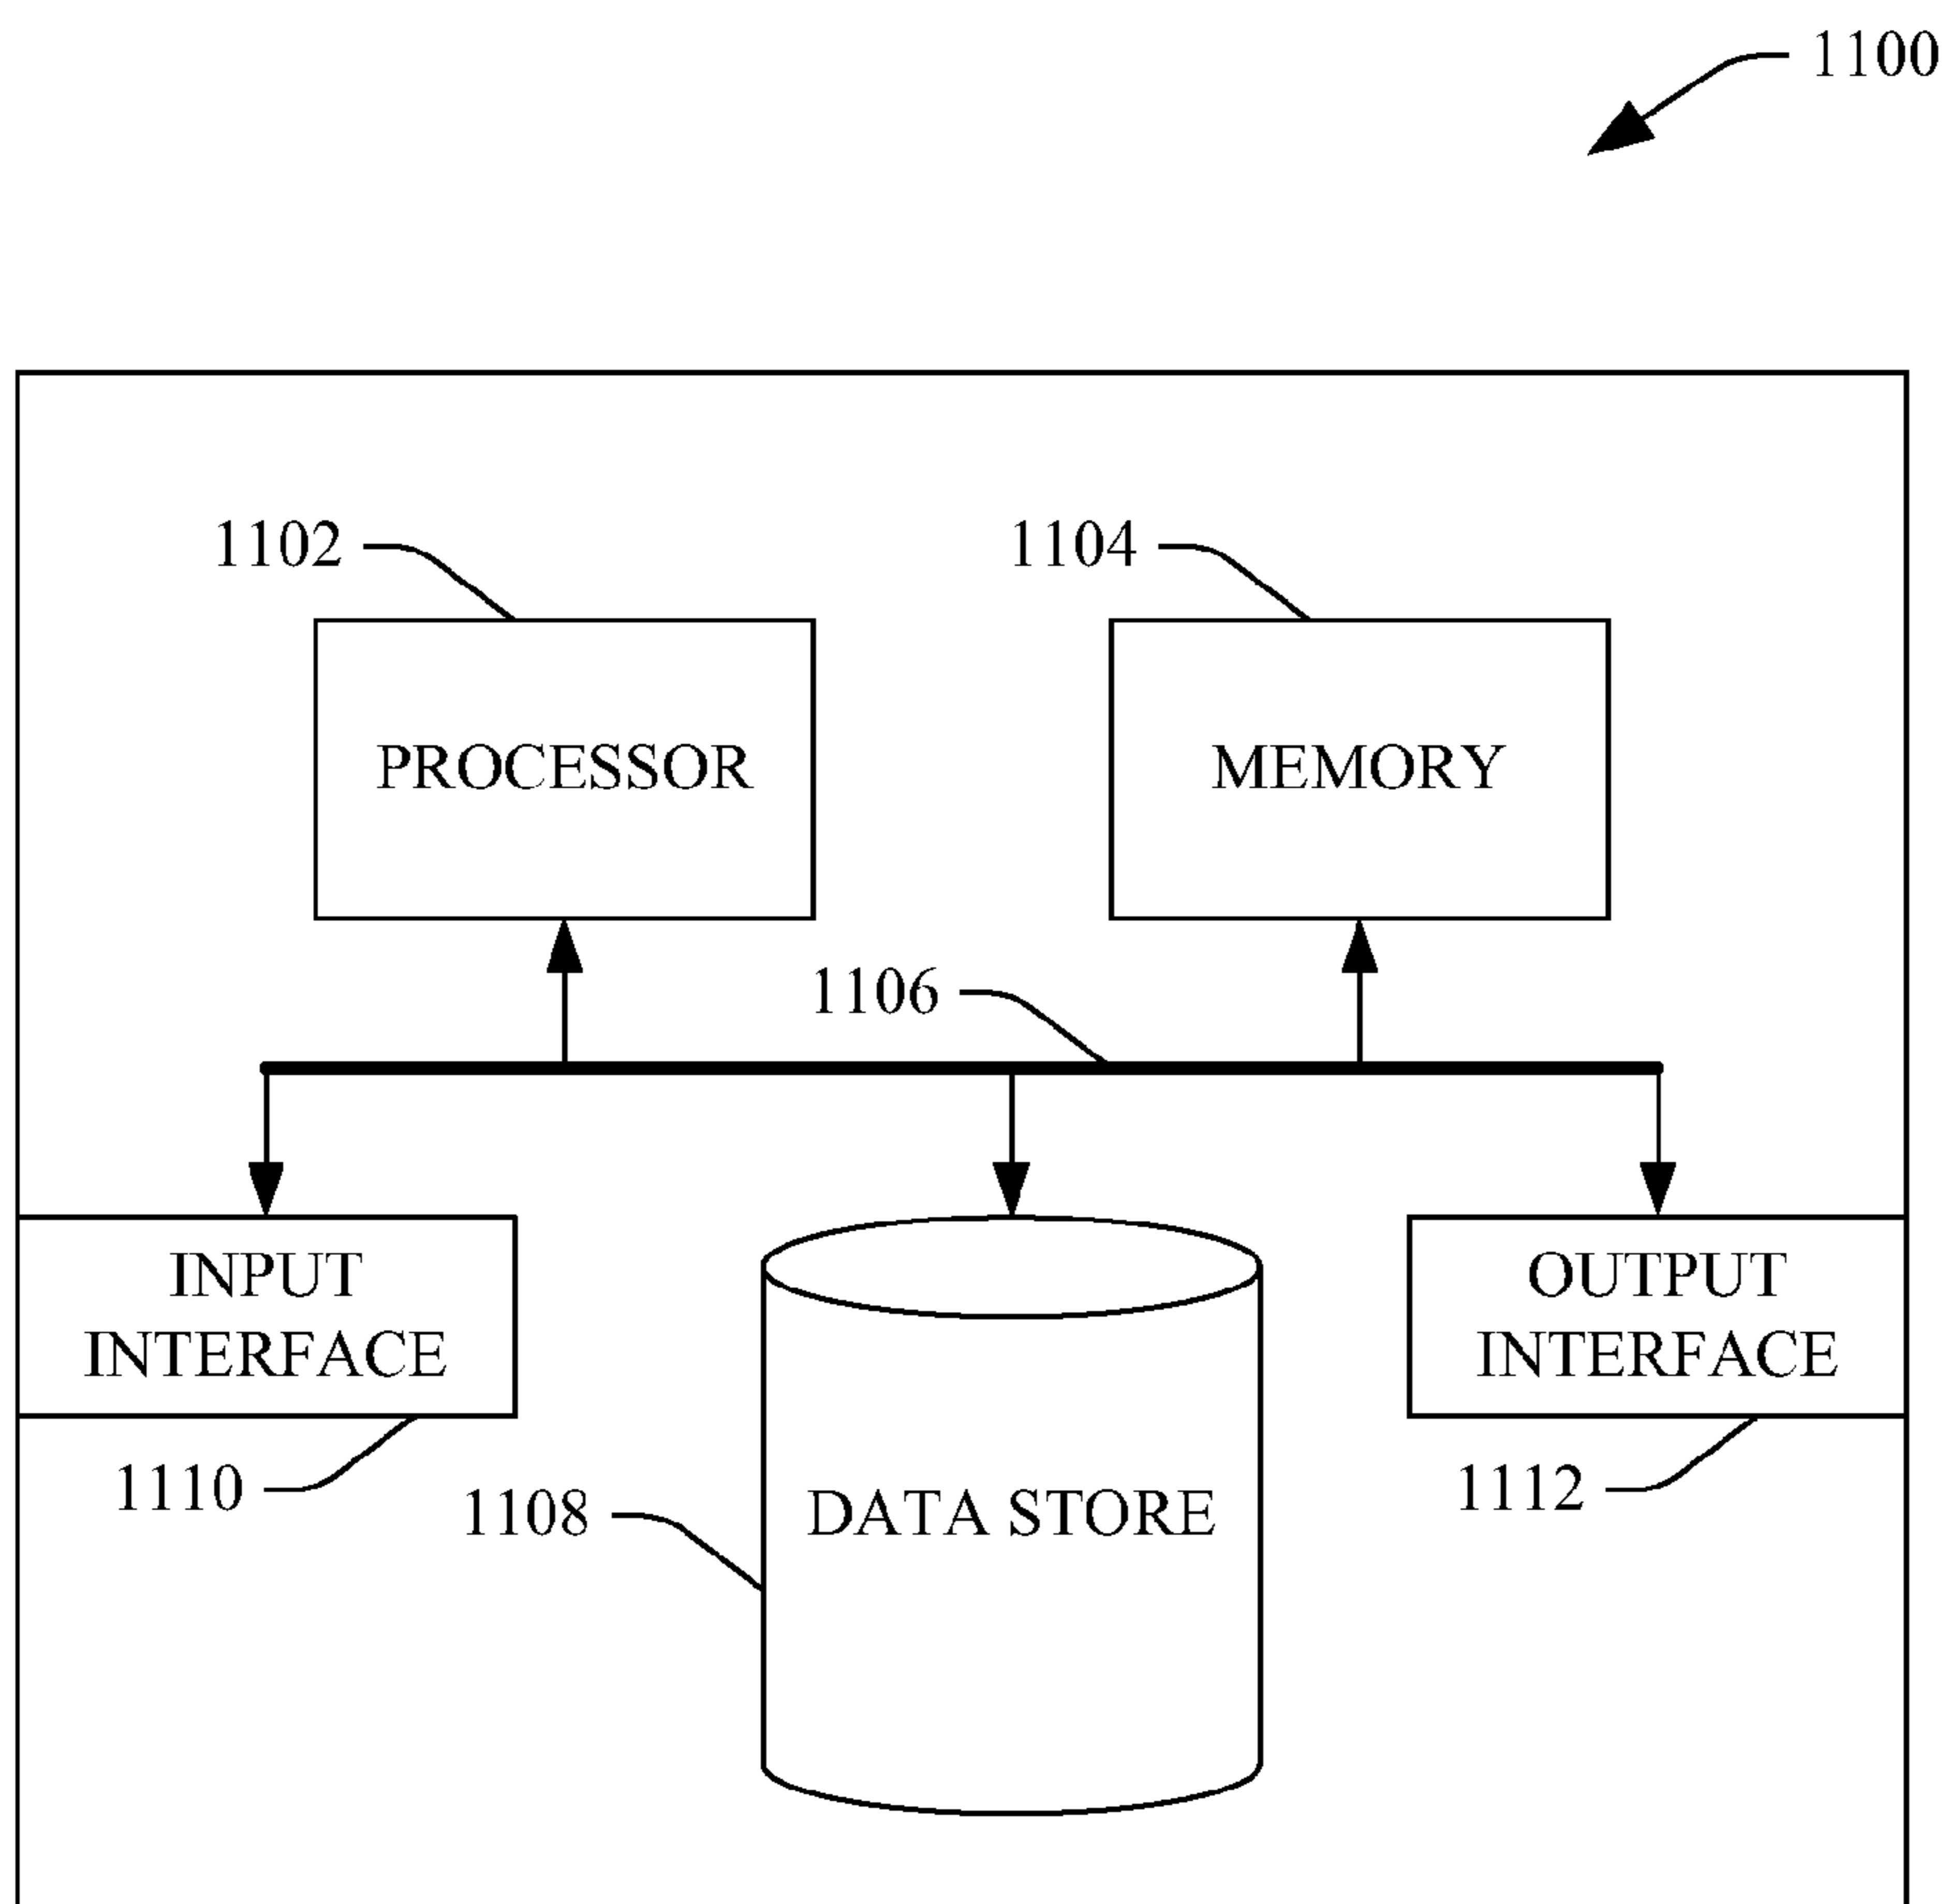 1100
1102
1104
PROCESSOR
MEMORY
1106
INPUT
INTERFACE
OUTPUT
INTERFACE
1110
1108
DATA STORE
1112